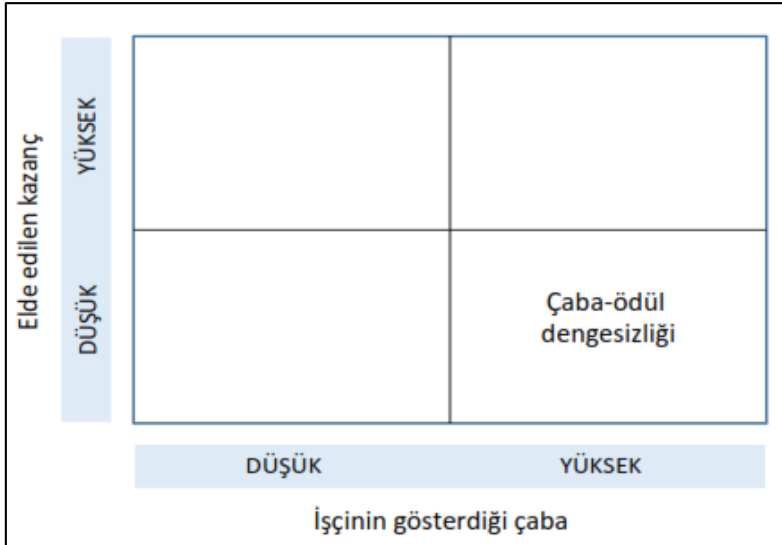 Elde edilen kazanç
YÜKSEK
DÜŞÜK
Çaba-ödül
dengesizliği
DÜŞÜK
YÜKSEK
İşçinin gösterdiği çaba